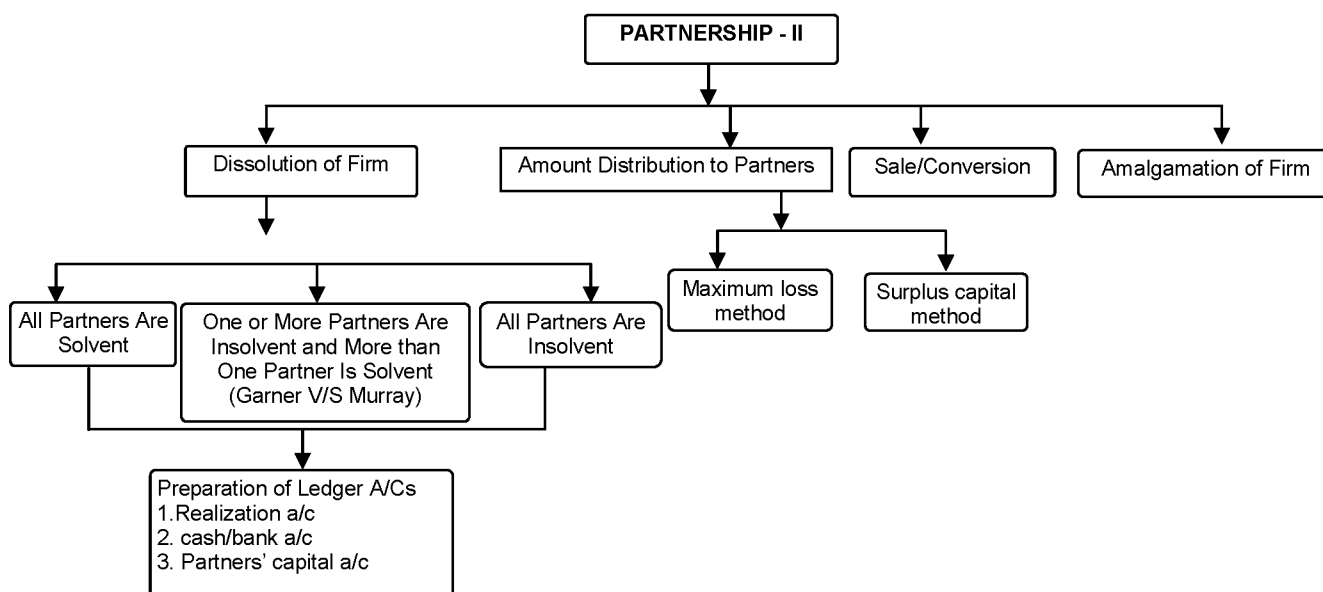 PARTNERSHIP - II
Dissolution of Firm
Amount Distribution to Partners
Sale/Conversion
Amalgamation of Firm
Maximum loss
method
Surplus capital
method
All Partners Are
Solvent
One or More Partners Are
Insolvent and More than
One Partner Is Solvent
(Garner V/S Murray)
All Partners Are
Insolvent
Preparation of Ledger A/Cs
1.Realization a/c
2. cash/bank a/c
3. Partners' capital a/c